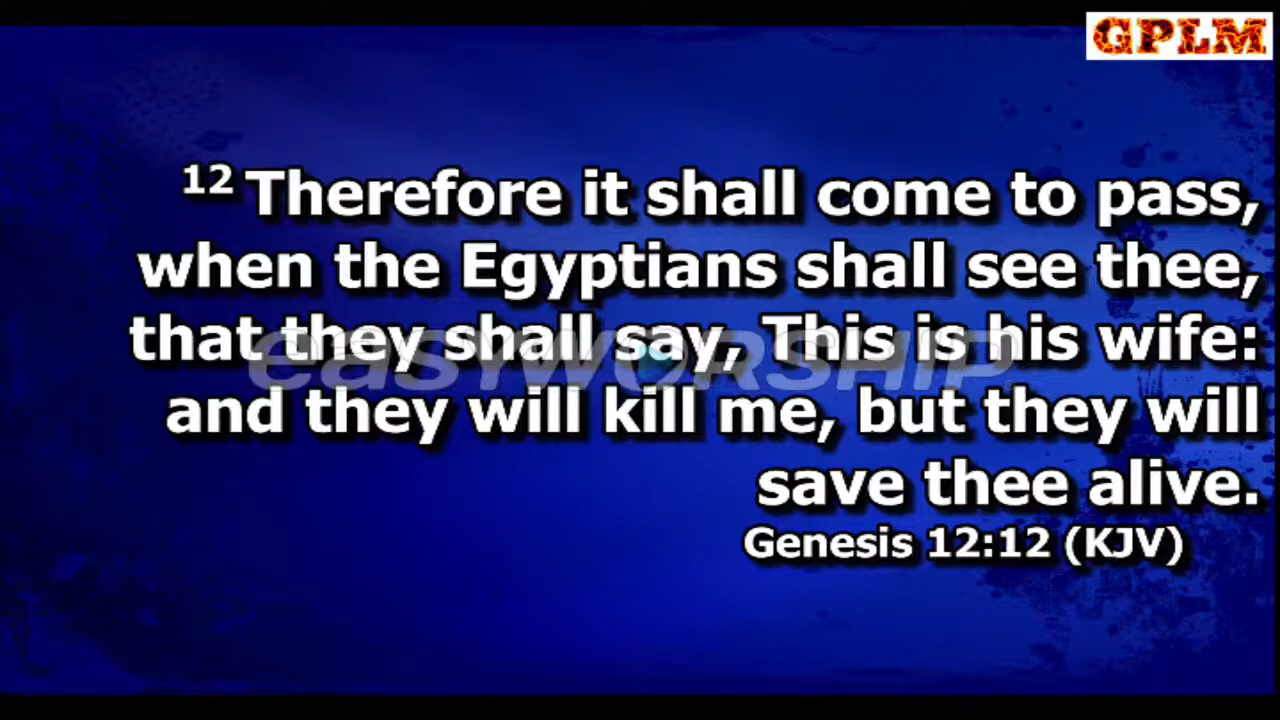 GPLM
12 Therefore it shall come to pass,
when the Egyptians shall see thee,
that they shall say, This is his wife:
easyworship
and they will kill me, but they will
save thee alive.
Genesis 12:12 (KJV)